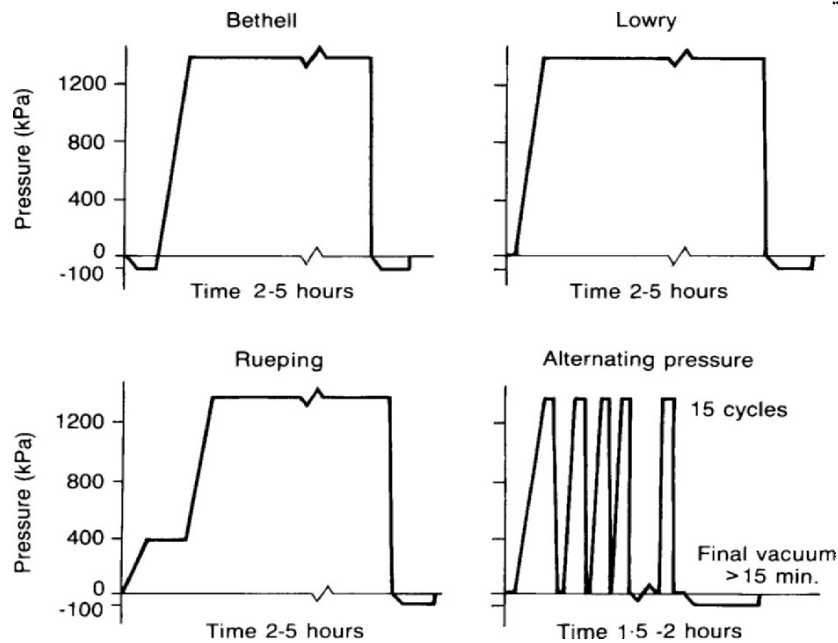 Bethell
Pressure (kPa)
1200
800
400
0
-100
Time 2-5 hours
Lowry
Time 2-5 hours
Rueping
Pressure (kPa)
1200
800
400
0
-100
Time 2-5 hours
Alternating pressure
15 cycles
Final vacuum
>15 min.
Time 1·5 -2 hours